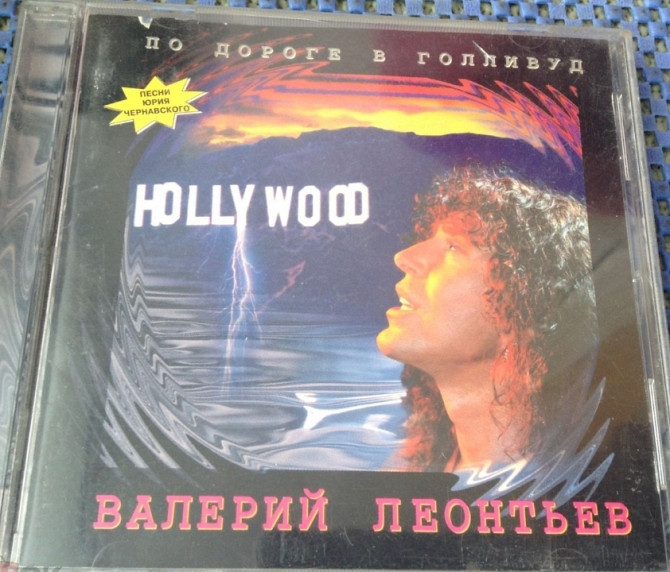 ПО ДОРОГЕ В ГОЛЛИВУД
ПЕСНИ
ЮРИЯ
ЧЕРНАВСКОГО
HOLLYWOOD
ВАЛЕРИЙ ЛЕОНТЬЕВ